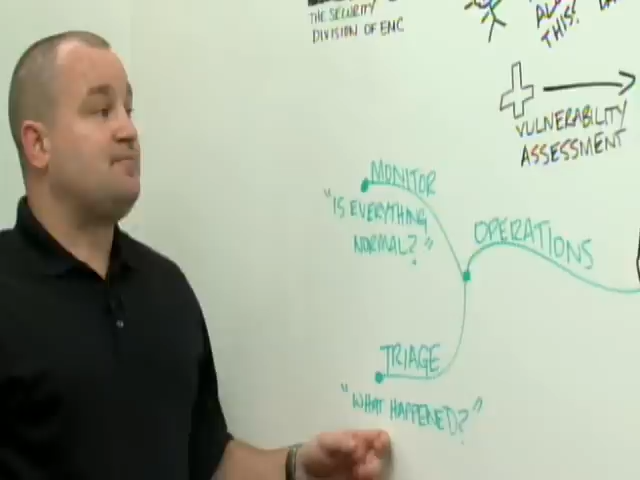 THE SECURITY
DIVISION OF EMC
THIS!
VULNERABILITY
ASSESSMENT
MONITOR
"IS EVERYTHING
NORMAL?"
OPERATIONS
TRIAGE
"WHAT HAPPENED?"